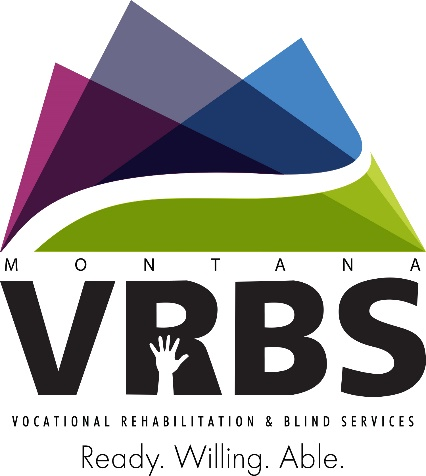 MONTANA
VRBS
VOCATIONAL REHABILITATION & BLIND SERVICES
Ready. Willing. Able.